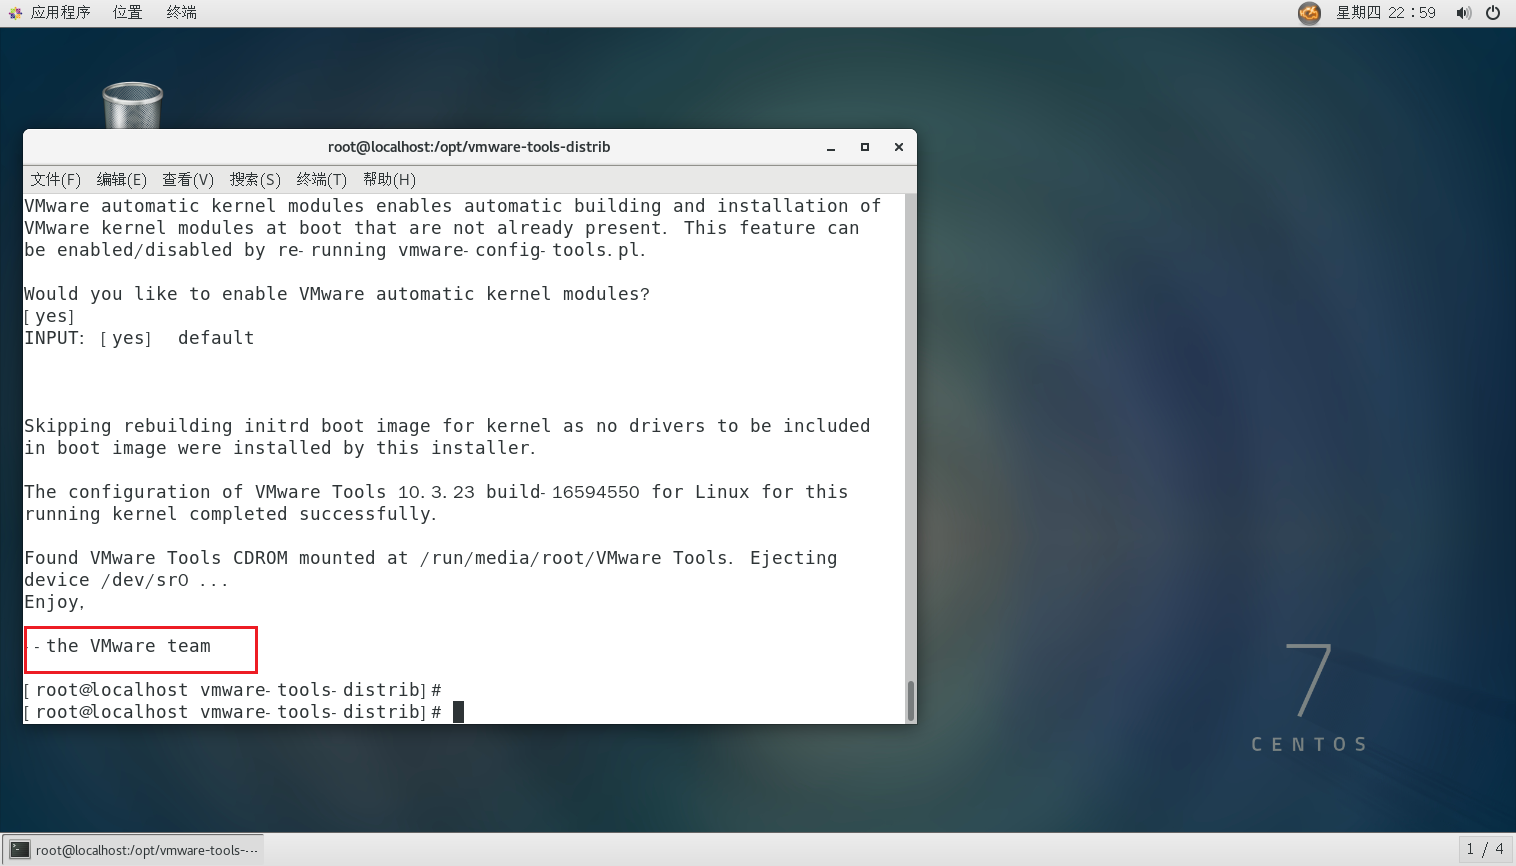 应用程序 位置 终端 星期四 22：59
root@localhost:/opt/vmware-tools-distrib
文件(F) 编辑(E) 查看(V) 搜索(S) 终端(T) 帮助(H)
VMware automatic kernel modules enables automatic building and installation of
VMware kernel modules at boot that are not already present. This feature can
be enabled/disabled by re-running vmware-config-tools.pl.
Would you like to enable VMware automatic kernel modules?
[yes]
INPUT: [yes]  default
Skipping rebuilding initrd boot image for kernel as no drivers to be included
in boot image were installed by this installer.
The configuration of VMware Tools 10.3.23 build-16594550 for Linux for this
running kernel completed successfully.
Found VMware Tools CDROM mounted at /run/media/root/VMware Tools. Ejecting
device /dev/sr0 ...
Enjoy,
--the VMware team
[root@localhost vmware-tools-distrib]#
[root@localhost vmware-tools-distrib]#
7
CENTOS
root@localhost:/opt/vmware-tools-···
1 / 4